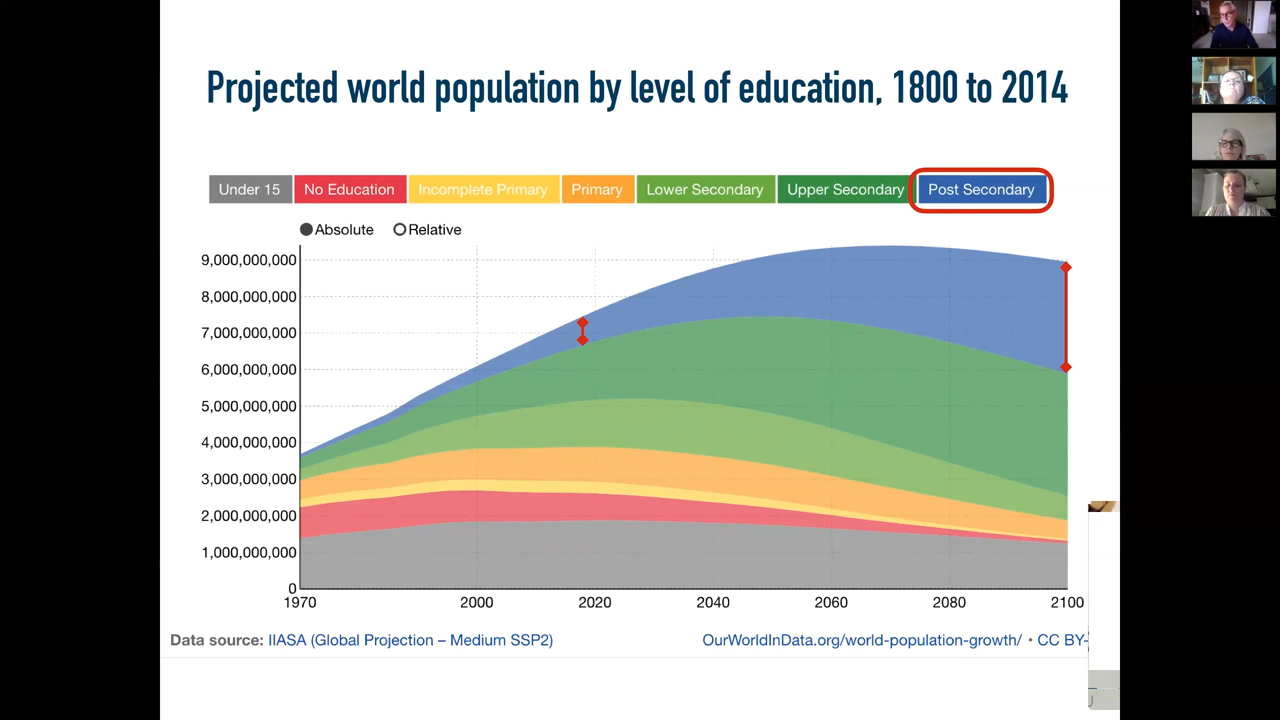 Projected world population by level of education, 1800 to 2014
Under 15 No Education Incomplete Primary Primary Lower Secondary Upper Secondary Post Secondary
Absolute Relative
9,000,000,000
8,000,000,000
7,000,000,000
6,000,000,000
5,000,000,000
4,000,000,000
3,000,000,000
2,000,000,000
1,000,000,000
0
1970 2000 2020 2040 2060 2080 2100
Data source: IIASA (Global Projection – Medium SSP2) OurWorldInData.org/world-population-growth/ • CC BY-